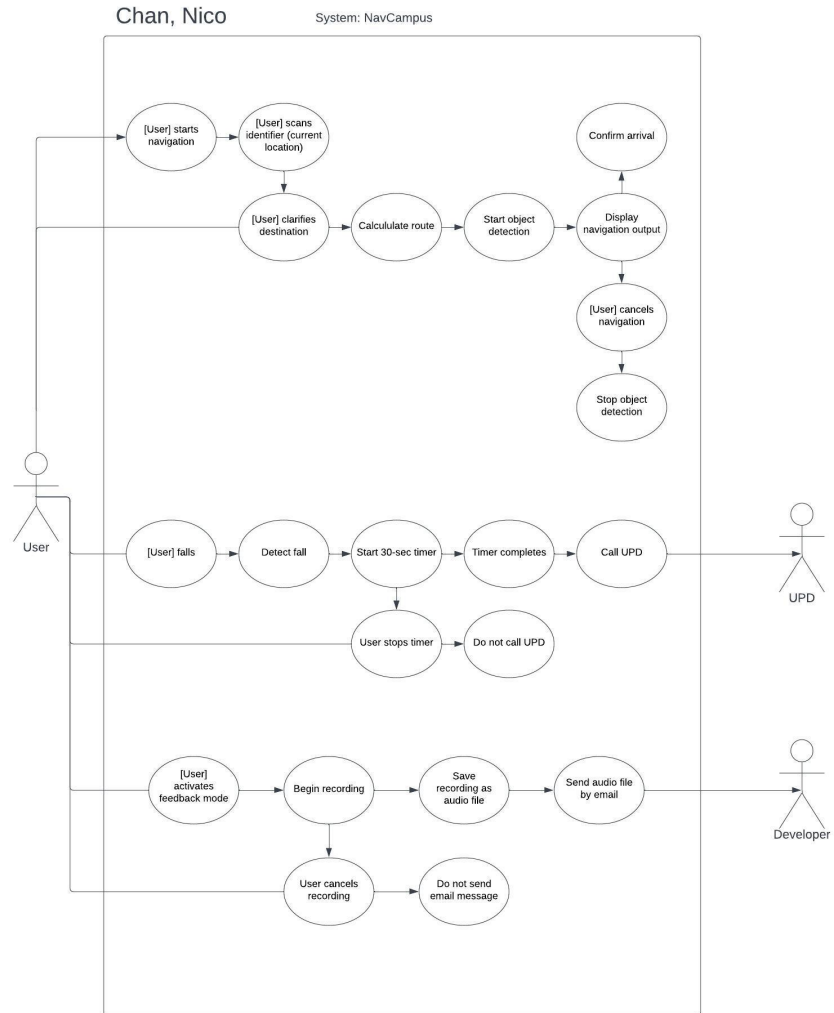 Chan, Nico
System: NavCampus
[User] starts
navigation
[User] scans
identifier (current
location)
Confirm arrival
[User] clarifies
destination
Calcululate route
Start object
detection
Display
navigation output
[User] cancels
navigation
Stop object
detection
User
[User] falls
Detect fall
Start 30-sec timer
Timer completes
Call UPD
UPD
User stops timer
Do not call UPD
[User]
activates
feedback mode
Begin recording
Save
recording as
audio file
Send audio file
by email
Developer
User cancels
recording
Do not send
email message